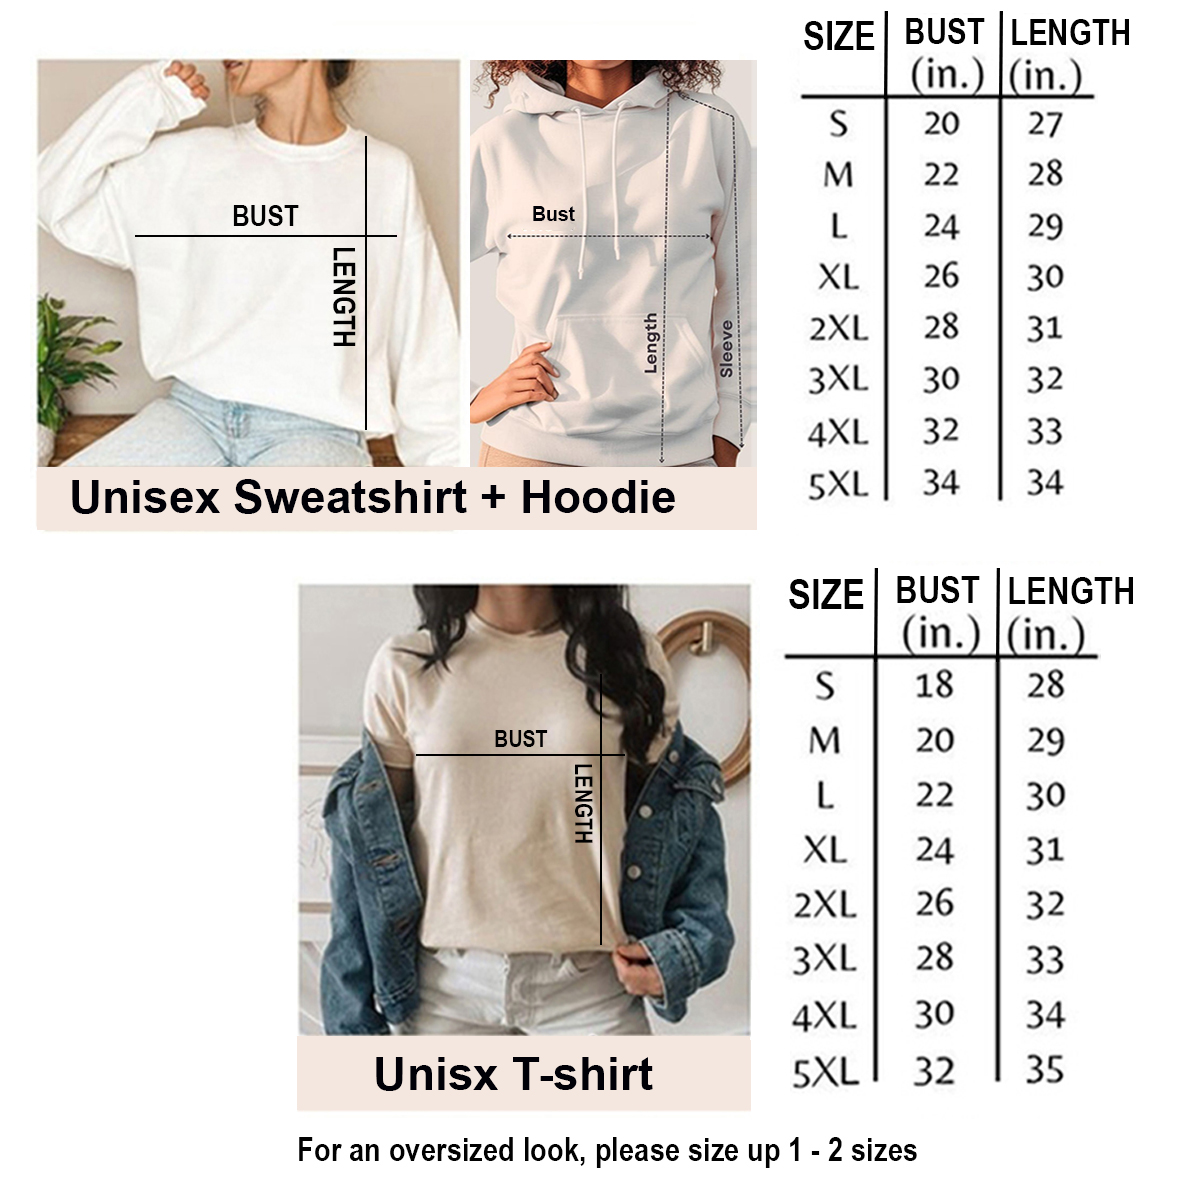 BUST
LENGTH
Bust
Length
Sleeve
Unisex Sweatshirt + Hoodie
SIZE BUST LENGTH
(in.) (in.)
S 20 27
M 22 28
L 24 29
XL 26 30
2XL 28 31
3XL 30 32
4XL 32 33
5XL 34 34
BUST
LENGTH
Unisx T-shirt
SIZE BUST LENGTH
(in.) (in.)
S 18 28
M 20 29
L 22 30
XL 24 31
2XL 26 32
3XL 28 33
4XL 30 34
5XL 32 35
For an oversized look, please size up 1 - 2 sizes